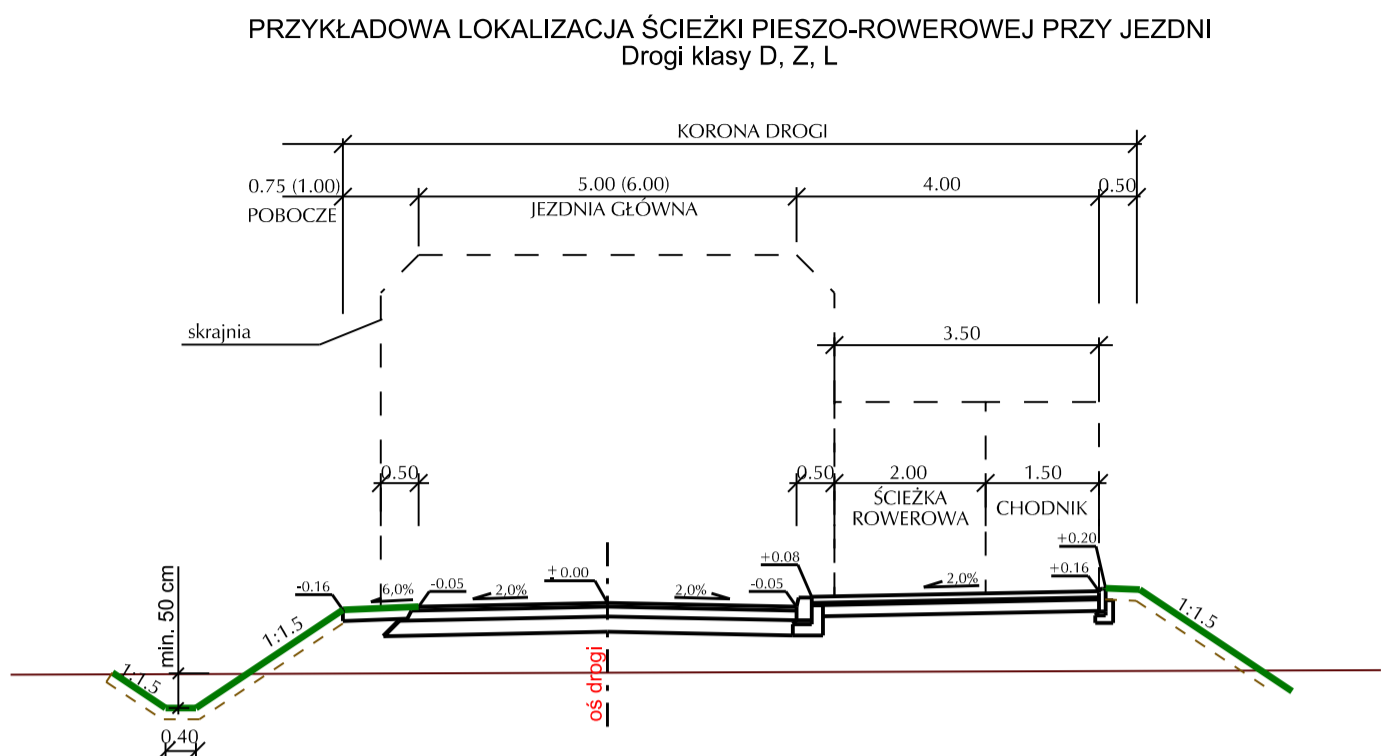 PRZYKŁADOWA LOKALIZACJA ŚCIEŻKI PIESZO-ROWEROWEJ PRZY JEZDNI
Drogi klasy D, Z, L
KORONA DROGI
0.75 (1.00)
5.00 (6.00)
4.00
0.50
POBOCZE
JEZDNIA GŁÓWNA
skrajnia
3.50
0.50
0.50
2.00
1.50
ŚCIEŻKA
ROWEROWA
CHODNIK
+0.20
+0.08
+0.16
-0.16
6,0%
-0.05
2,0%
±0.00
2,0%
-0.05
2,0%
min. 50 cm
1:1.5
1:1.5
1:1.5
oś drogi
0.40